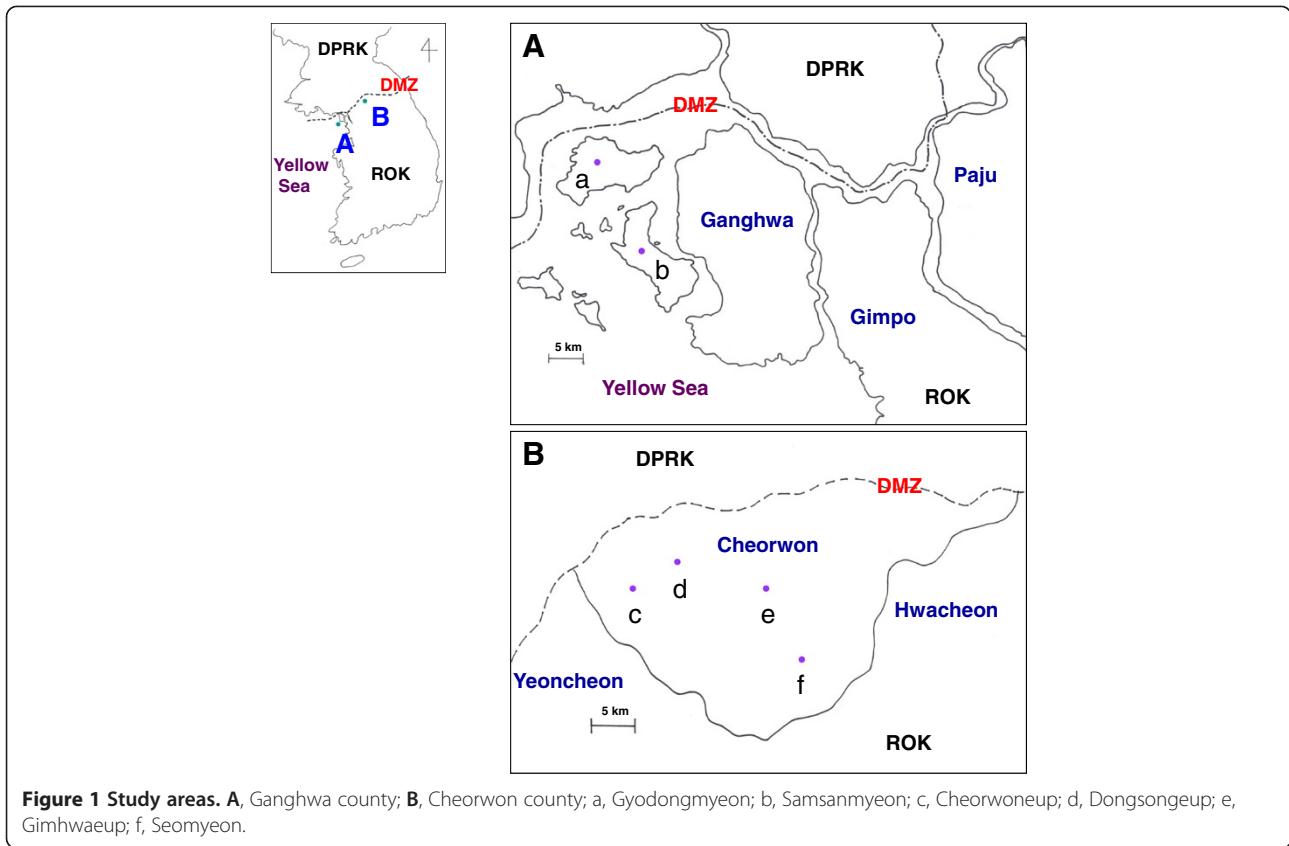 DPRK
DMZ
B
A
Yellow
Sea
ROK
A
DPRK
DMZ
a
Paju
Ganghwa
b
Gimpo
5 km
Yellow Sea
ROK
B
DPRK
DMZ
Cheorwon
d
c
e
Hwacheon
f
Yeoncheon
5 km
ROK
Figure 1 Study areas. A, Ganghwa county; B, Cheorwon county; a, Gyodongmyeon; b, Samsanmyeon; c, Cheorwoneup; d, Dongsongeup; e,
Gimhwaeup; f, Seomyeon.